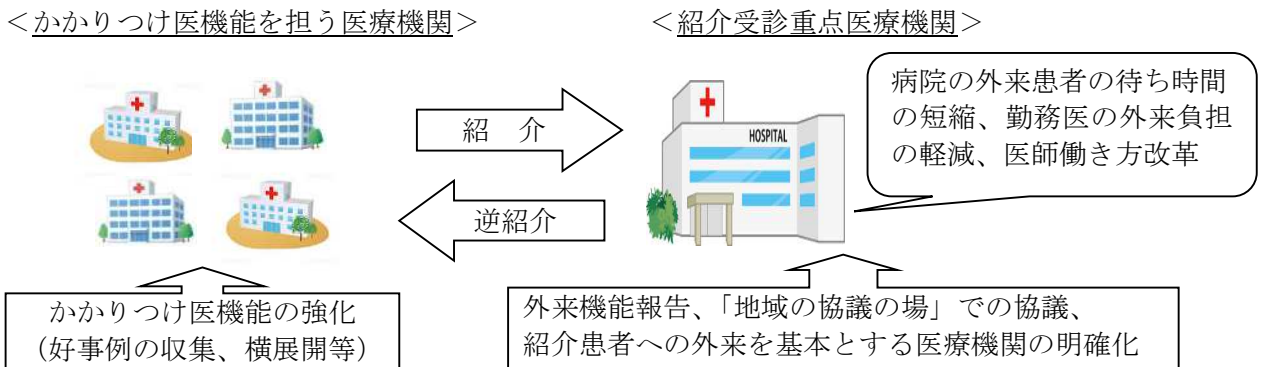 ＜かかりつけ医機能を担う医療機関＞
＜紹介受診重点医療機関＞
紹　介
逆紹介
HOSPITAL
病院の外来患者の待ち時間
の短縮、勤務医の外来負担
の軽減、医師働き方改革
かかりつけ医機能の強化
（好事例の収集、横展開等）
外来機能報告、「地域の協議の場」での協議、
紹介患者への外来を基本とする医療機関の明確化